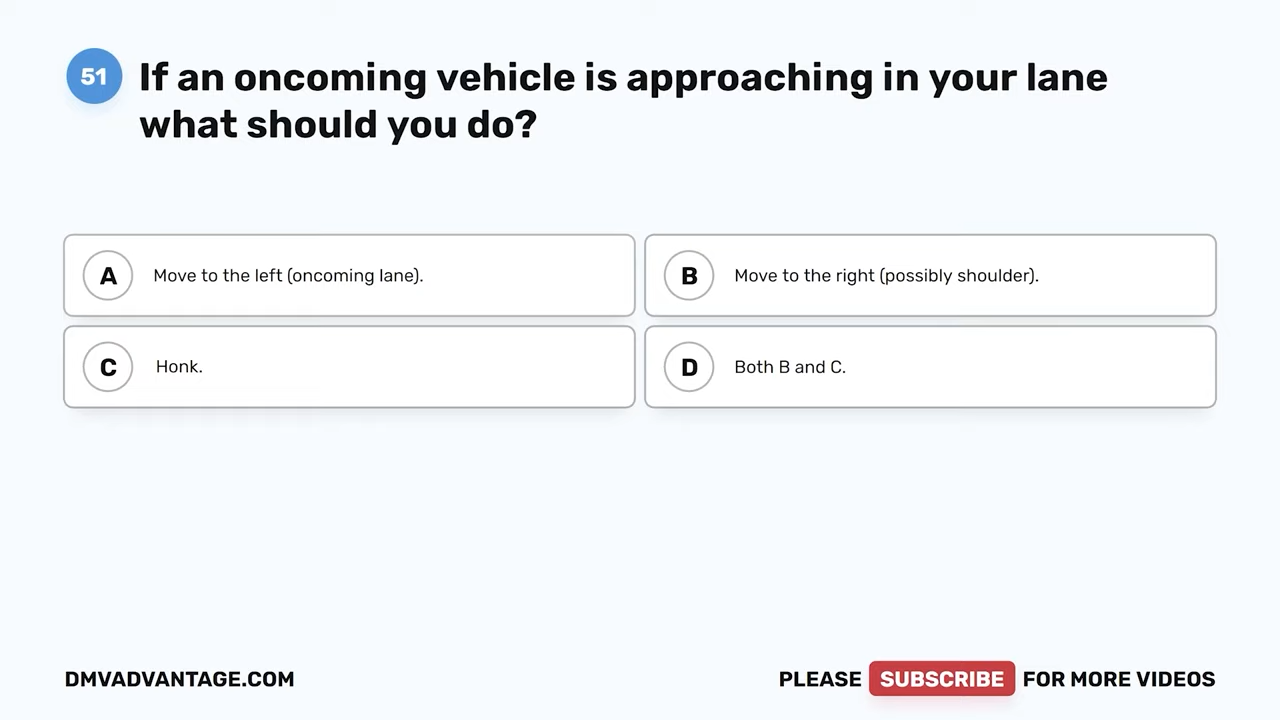 51
If an oncoming vehicle is approaching in your lane
what should you do?
A
Move to the left (oncoming lane).
B
Move to the right (possibly shoulder).
C
Honk.
D
Both B and C.
DMVADVANTAGE.COM
PLEASE SUBSCRIBE FOR MORE VIDEOS